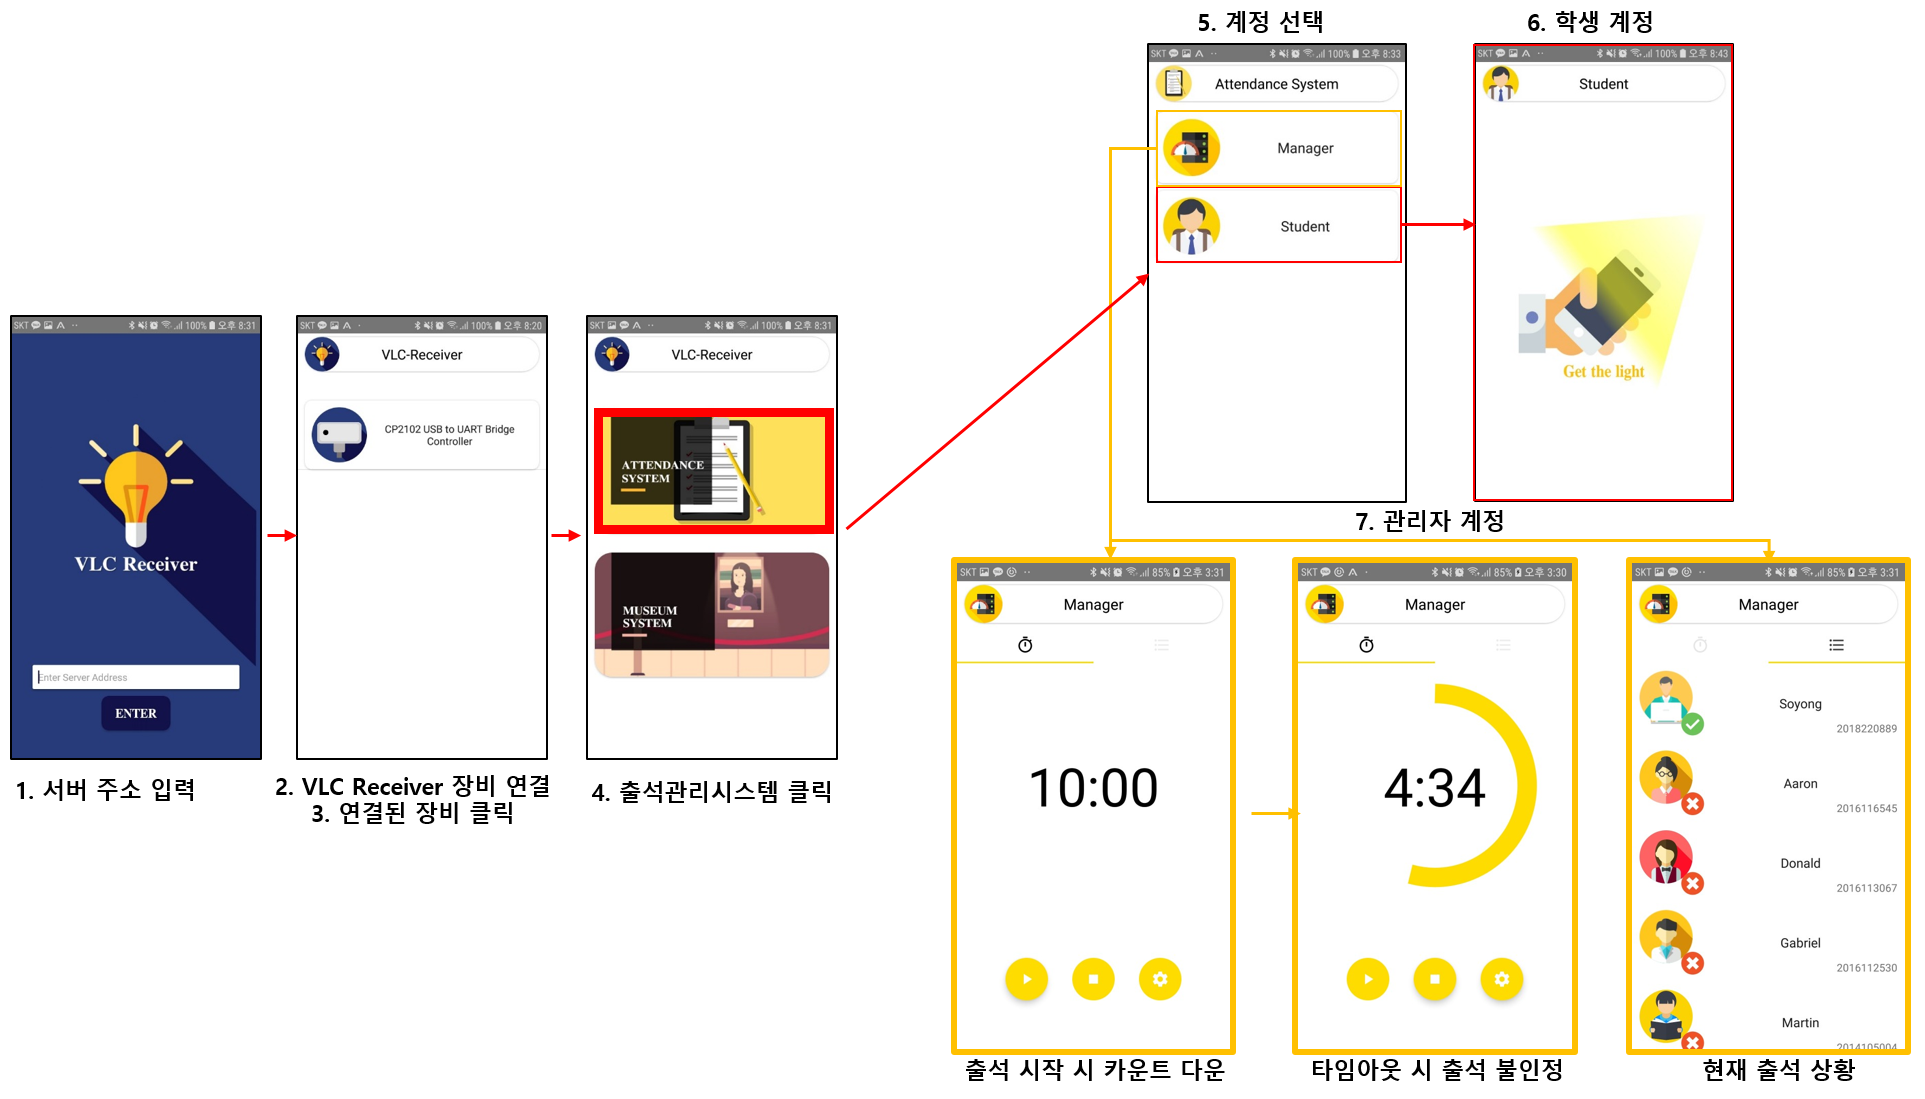 5. 계정 선택
6. 학생 계정
SKT 100% 오후 8:33
Attendance System
Manager
Student
SKT 100% 오후 8:43
Student
Get the light
SKT 100% 오후 8:31
VLC Receiver
Enter Server Address
ENTER
1. 서버 주소 입력
SKT 100% 오후 8:20
VLC-Receiver
CP2102 USB to UART Bridge
Controller
2. VLC Receiver 장비 연결
3. 연결된 장비 클릭
SKT 100% 오후 8:31
VLC-Receiver
ATTENDANCE
SYSTEM
MUSEUM
SYSTEM
4. 출석관리시스템 클릭
7. 관리자 계정
SKT 85% 오후 3:31
Manager
10:00
출석 시작 시 카운트 다운
SKT 85% 오후 3:30
Manager
4:34
타임아웃 시 출석 불인정
SKT 85% 오후 3:31
Manager
Soyong
2018220889
Aaron
2016116545
Donald
2016113067
Gabriel
2016112530
Martin
2014105004
현재 출석 상황